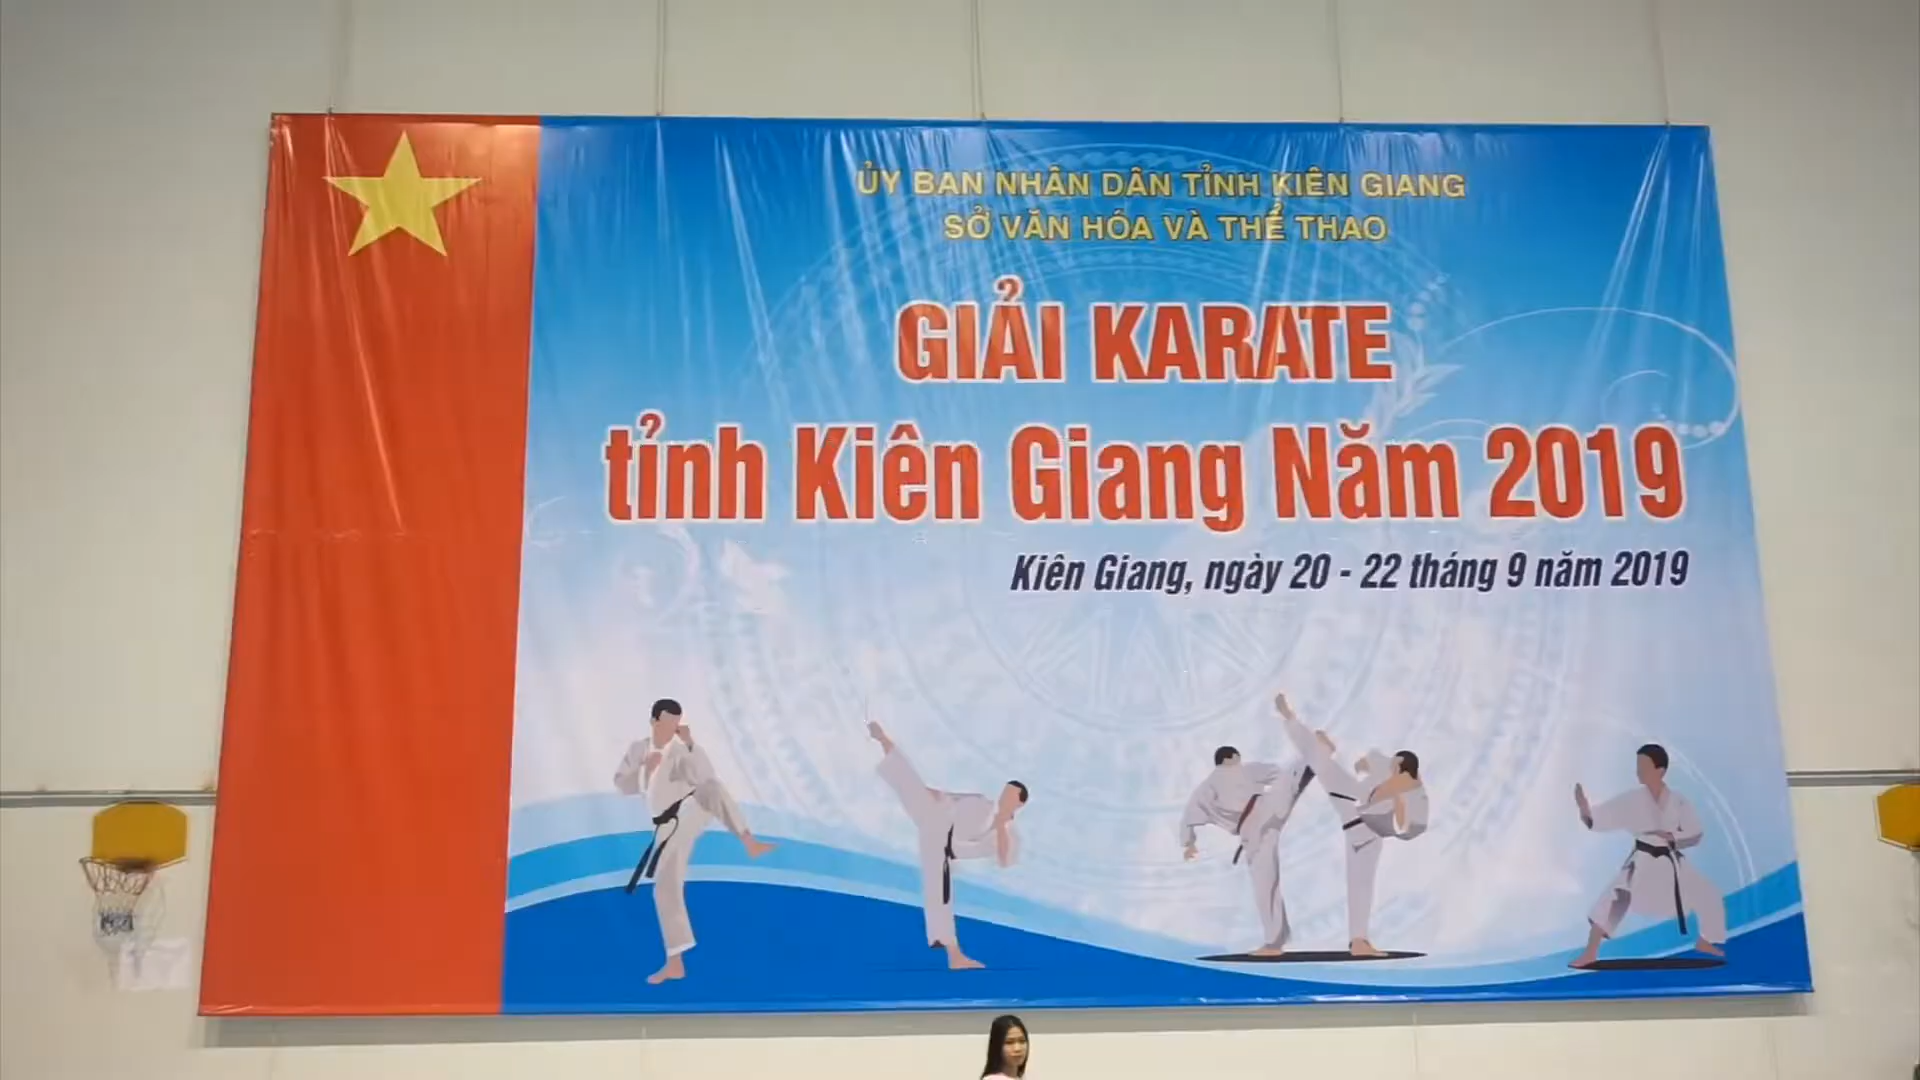 ỦY BAN NHÂN DÂN TỈNH KIÊN GIANG
SỞ VĂN HÓA VÀ THỂ THAO
GIẢI KARATE
tỉnh Kiên Giang Năm 2019
Kiên Giang, ngày 20 - 22 tháng 9 năm 2019